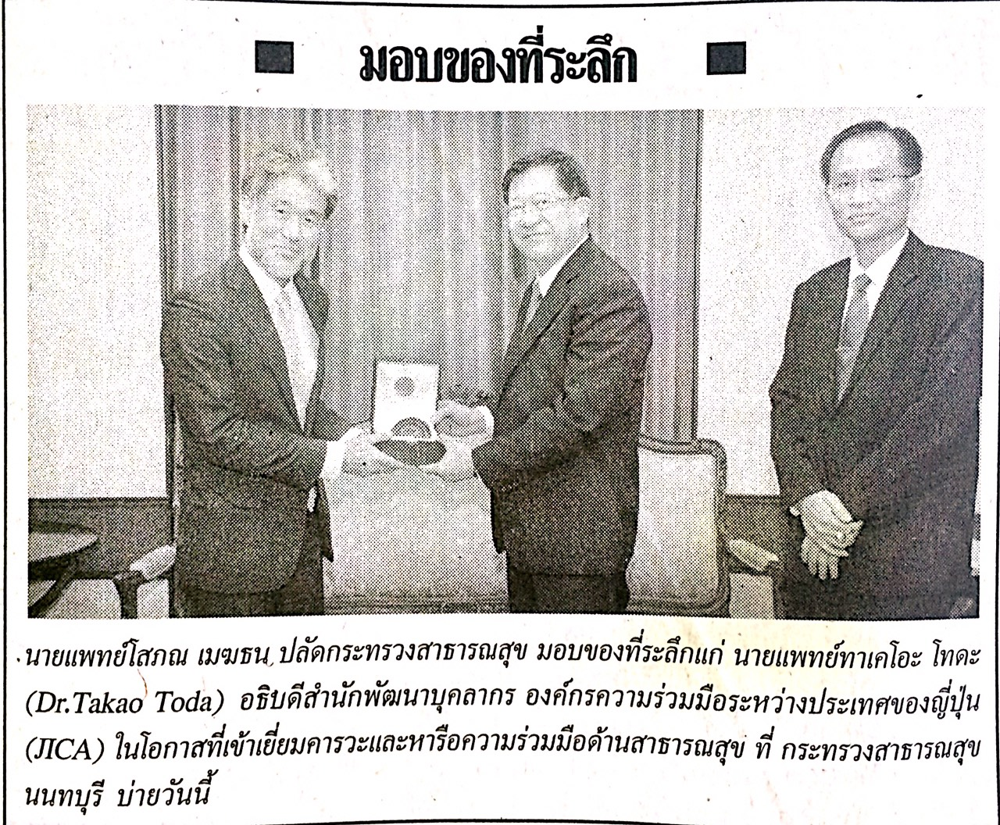 มอบของที่ระลึก
นายแพทย์โสภณ เมฆธน ปลัดกระทรวงสาธารณสุข มอบของที่ระลึกแก่ นายแพทย์ทาเคโอะ โทดะ
(Dr.Takao Toda) อธิบดีสำนักพัฒนาบุคลากร องค์กรความร่วมมือระหว่างประเทศของญี่ปุ่น
(JICA) ในโอกาสที่เข้าเยี่ยมคารวะและหารือความร่วมมือด้านสาธารณสุข ที่ กระทรวงสาธารณสุข
นนทบุรี บ่ายวันนี้